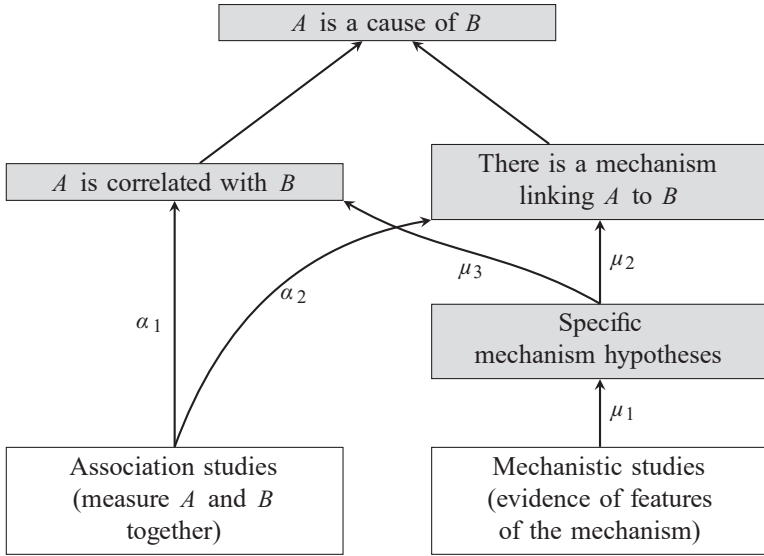 A is a cause of B
A is correlated with B
There is a mechanism
linking A to B
α1
α2
μ3
μ2
Specific
mechanism hypotheses
μ1
Association studies
(measure A and B
together)
Mechanistic studies
(evidence of features
of the mechanism)